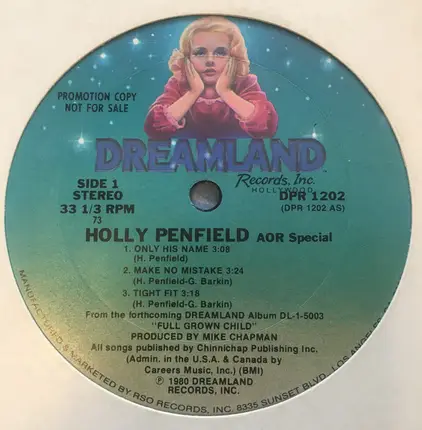 PROMOTION COPY
NOT FOR SALE
DREAMLAND
Records, Inc.
HOLLYWOOD
SIDE 1
STEREO
33 1/3 RPM
73
DPR 1202
(DPR 1202 AS)
HOLLY PENFIELD AOR Special
1. ONLY HIS NAME 3:08
(H. Penfield)
2. MAKE NO MISTAKE 3:24
(H. Penfield-G. Barkin)
3. TIGHT FIT 3:18
(H. Penfield-G. Barkin)
From the forthcoming DREAMLAND Album DL-1-5003
"FULL GROWN CHILD"
PRODUCED BY MIKE CHAPMAN
All songs published by Chinnichap Publishing Inc.
(Admin. in the U.S.A. & Canada by
Careers Music, Inc.) (BMI)
℗ 1980 DREAMLAND
RECORDS, INC.
MANUFACTURED & MARKETED BY RSO RECORDS, INC. 8335 SUNSET BLVD., LOS ANGELES